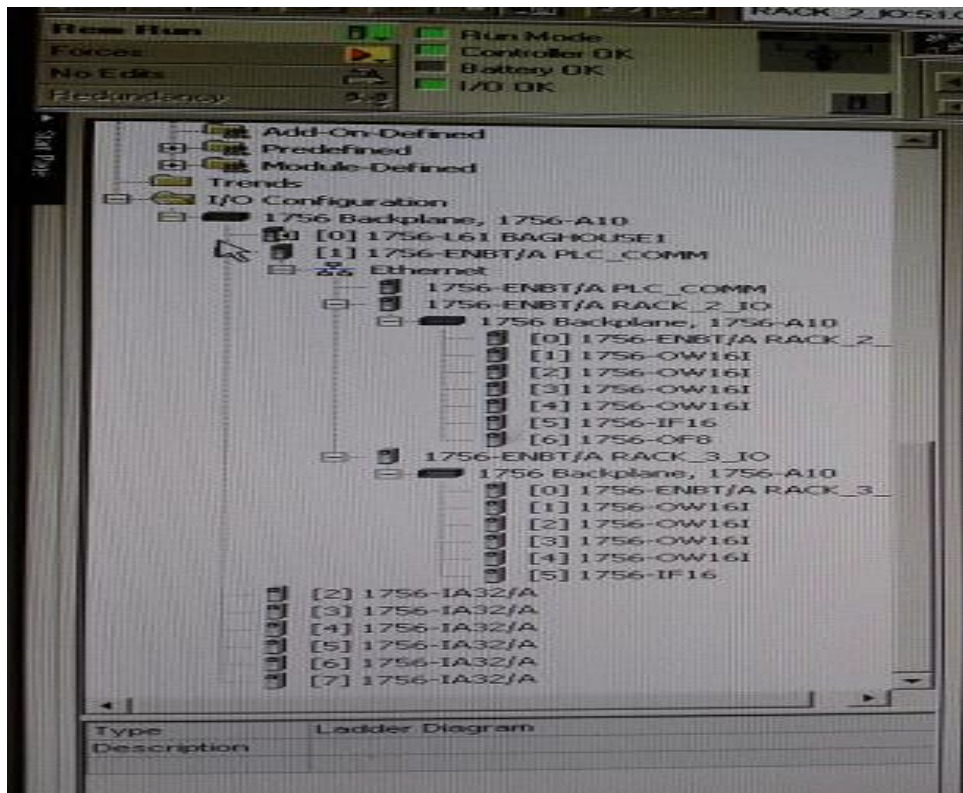 RACK_2_IO:5:I.C
Rem Run
Run Mode
Forces
Controller OK
No Edits
Battery OK
Redundancy
I/O OK
Add-On-Defined
Predefined
Module-Defined
Trends
I/O Configuration
1756 Backplane, 1756-A10
[0] 1756-L61 BAGHOUSE1
[1] 1756-ENBT/A PLC_COMM
Ethernet
1756-ENBT/A PLC_COMM
1756-ENBT/A RACK_2_IO
1756 Backplane, 1756-A10
[0] 1756-ENBT/A RACK_2_
[1] 1756-OW16I
[2] 1756-OW16I
[3] 1756-OW16I
[4] 1756-OW16I
[5] 1756-IF16
[6] 1756-OF8
1756-ENBT/A RACK_3_IO
1756 Backplane, 1756-A10
[0] 1756-ENBT/A RACK_3_
[1] 1756-OW16I
[2] 1756-OW16I
[3] 1756-OW16I
[4] 1756-OW16I
[5] 1756-IF16
[2] 1756-IA32/A
[3] 1756-IA32/A
[4] 1756-IA32/A
[5] 1756-IA32/A
[6] 1756-IA32/A
[7] 1756-IA32/A
Type
Ladder Diagram
Description